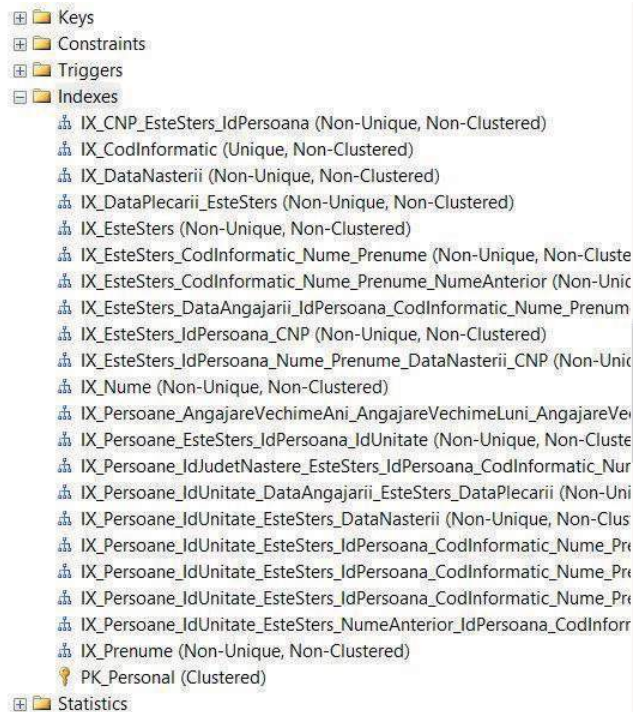 Keys
Constraints
Triggers
Indexes
IX_CNP_EsteSters_IdPersoana (Non-Unique, Non-Clustered)
IX_CodInformatic (Unique, Non-Clustered)
IX_DataNasterii (Non-Unique, Non-Clustered)
IX_DataPlecarii_EsteSters (Non-Unique, Non-Clustered)
IX_EsteSters (Non-Unique, Non-Clustered)
IX_EsteSters_CodInformatic_Nume_Prenume (Non-Unique, Non-Cluste
IX_EsteSters_CodInformatic_Nume_Prenume_NumeAnterior (Non-Unic
IX_EsteSters_DataAngajarii_IdPersoana_CodInformatic_Nume_Prenum
IX_EsteSters_IdPersoana_CNP (Non-Unique, Non-Clustered)
IX_EsteSters_IdPersoana_Nume_Prenume_DataNasterii_CNP (Non-Unic
IX_Nume (Non-Unique, Non-Clustered)
IX_Persoane_AngajareVechimeAni_AngajareVechimeLuni_AngajareVe
IX_Persoane_EsteSters_IdPersoana_IdUnitate (Non-Unique, Non-Cluste
IX_Persoane_IdJudetNastere_EsteSters_IdPersoana_CodInformatic_Nur
IX_Persoane_IdUnitate_DataAngajarii_EsteSters_DataPlecarii (Non-Uni
IX_Persoane_IdUnitate_EsteSters_DataNasterii (Non-Unique, Non-Clus
IX_Persoane_IdUnitate_EsteSters_IdPersoana_CodInformatic_Nume_Pre
IX_Persoane_IdUnitate_EsteSters_IdPersoana_CodInformatic_Nume_Pre
IX_Persoane_IdUnitate_EsteSters_IdPersoana_CodInformatic_Nume_Pre
IX_Persoane_IdUnitate_EsteSters_NumeAnterior_IdPersoana_CodInforr
IX_Prenume (Non-Unique, Non-Clustered)
PK_Personal (Clustered)
Statistics